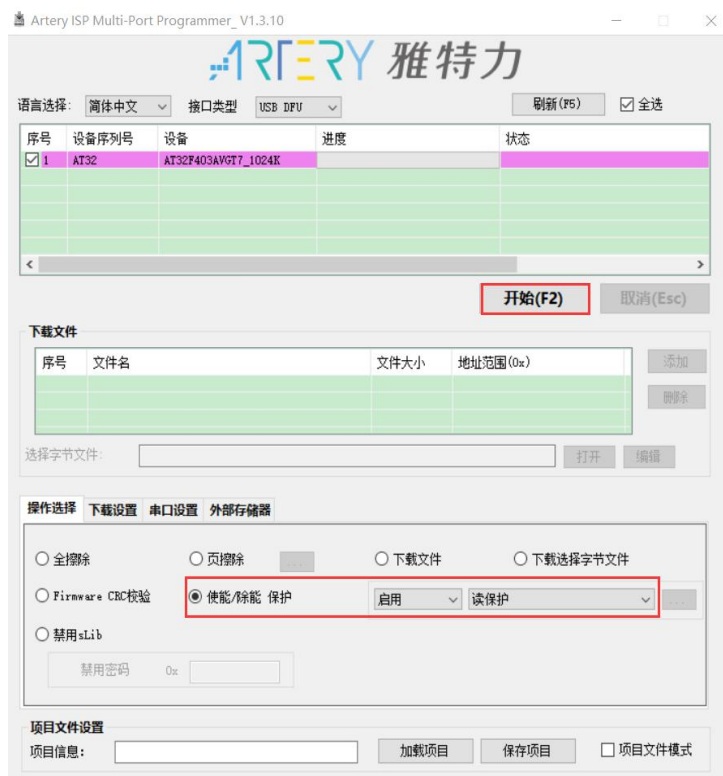 Artery ISP Multi-Port Programmer_ V1.3.10
ARTERY 雅特力
语言选择: 简体中文 接口类型 USB DFU 刷新(F5) 全选
序号 设备序列号 设备 进度 状态
1 AT32 AT32F403AVGT7_1024K
开始(F2) 取消(Esc)
下载文件
序号 文件名 文件大小 地址范围(0x) 添加
删除
选择字节文件: 打开 编辑
操作选择 下载设置 串口设置 外部存储器
全擦除 页擦除 ... 下载文件 下载选择字节文件
Firmware CRC校验 使能/除能 保护 启用 读保护 ...
禁用sLib
禁用密码 0x
项目文件设置
项目信息: 加载项目 保存项目 项目文件模式